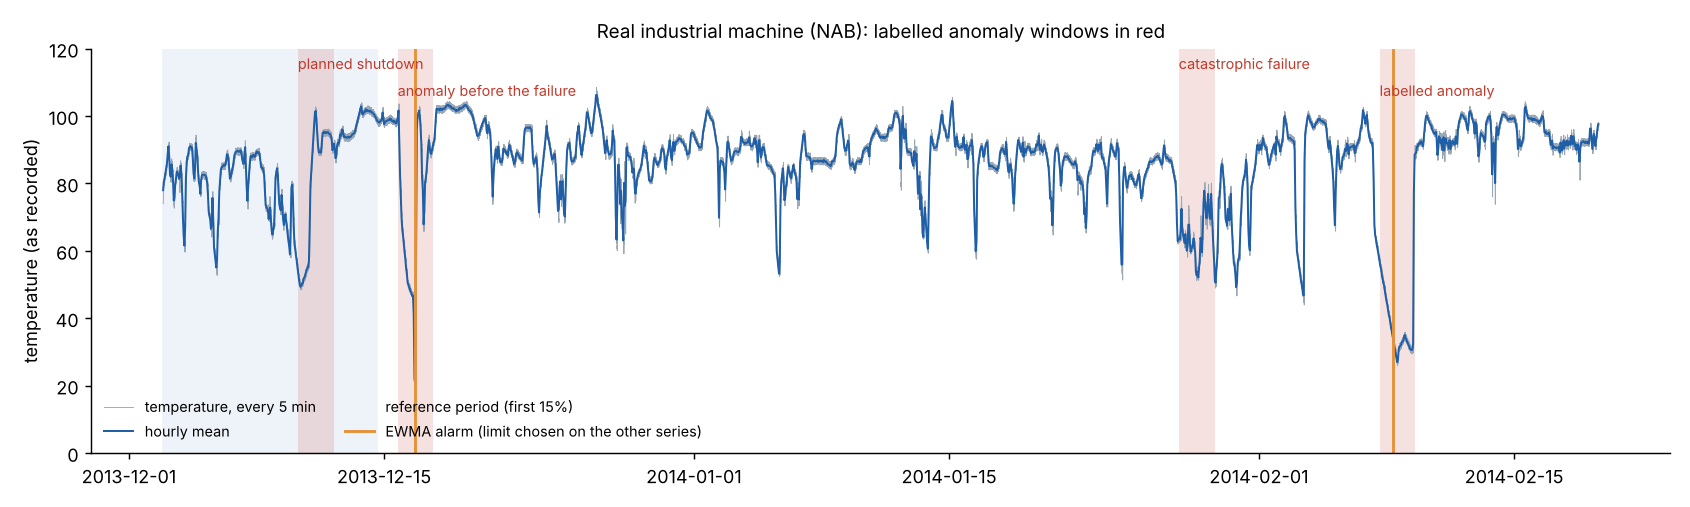 Real industrial machine (NAB): labelled anomaly windows in red
temperature (as recorded)
120
100
80
60
40
20
0
planned shutdown
anomaly before the failure
catastrophic failure
labelled anomaly
temperature, every 5 min
hourly mean
reference period (first 15%)
EWMA alarm (limit chosen on the other series)
2013-12-01
2013-12-15
2014-01-01
2014-01-15
2014-02-01
2014-02-15